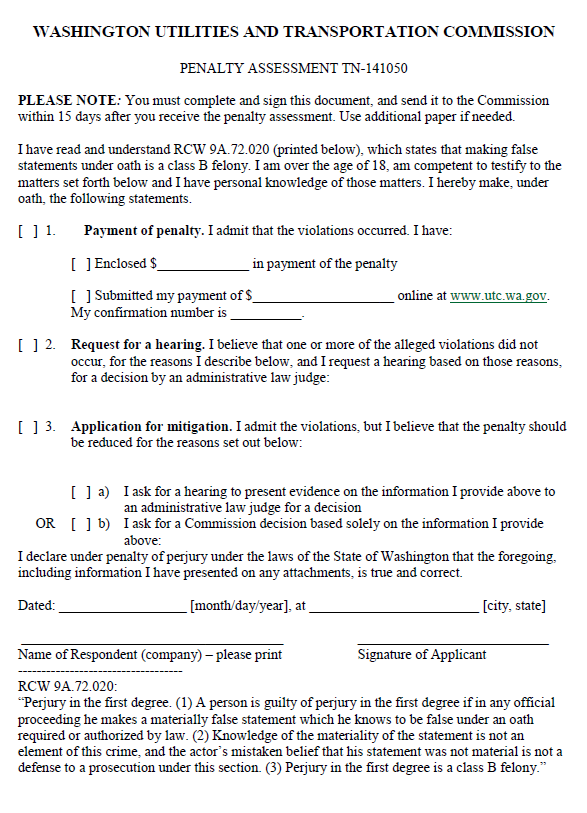 WASHINGTON UTILITIES AND TRANSPORTATION COMMISSION
PENALTY ASSESSMENT TN-141050
PLEASE NOTE: You must complete and sign this document, and send it to the Commission
within 15 days after you receive the penalty assessment. Use additional paper if needed.
I have read and understand RCW 9A.72.020 (printed below), which states that making false
statements under oath is a class B felony. I am over the age of 18, am competent to testify to the
matters set forth below and I have personal knowledge of those matters. I hereby make, under
oath, the following statements.
[ ] 1. Payment of penalty. I admit that the violations occurred. I have:
[ ] Enclosed $______________ in payment of the penalty
[ ] Submitted my payment of $_____________________ online at www.utc.wa.gov.
My confirmation number is ___________.
[ ] 2. Request for a hearing. I believe that one or more of the alleged violations did not
occur, for the reasons I describe below, and I request a hearing based on those reasons,
for a decision by an administrative law judge:
[ ] 3. Application for mitigation. I admit the violations, but I believe that the penalty should
be reduced for the reasons set out below:
[ ] a) I ask for a hearing to present evidence on the information I provide above to
an administrative law judge for a decision
OR [ ] b) I ask for a Commission decision based solely on the information I provide
above:
I declare under penalty of perjury under the laws of the State of Washington that the foregoing,
including information I have presented on any attachments, is true and correct.
Dated: ___________________ [month/day/year], at _________________________ [city, state]
_______________________________________ ____________________________
Name of Respondent (company) – please print Signature of Applicant
-----------------------------------
RCW 9A.72.020:
“Perjury in the first degree. (1) A person is guilty of perjury in the first degree if in any official
proceeding he makes a materially false statement which he knows to be false under an oath
required or authorized by law. (2) Knowledge of the materiality of the statement is not an
element of this crime, and the actor’s mistaken belief that his statement was not material is not a
defense to a prosecution under this section. (3) Perjury in the first degree is a class B felony.”